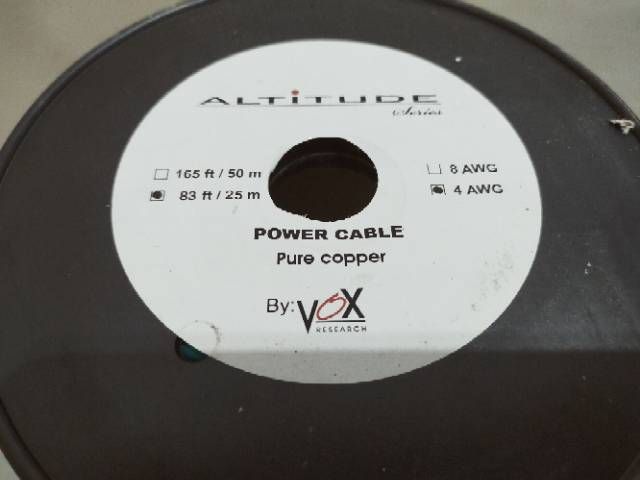 ALTiTUDE
Series
165 ft / 50 m
8 AWG
83 ft / 25 m
4 AWG
POWER CABLE
Pure copper
By: VOX
RESEARCH